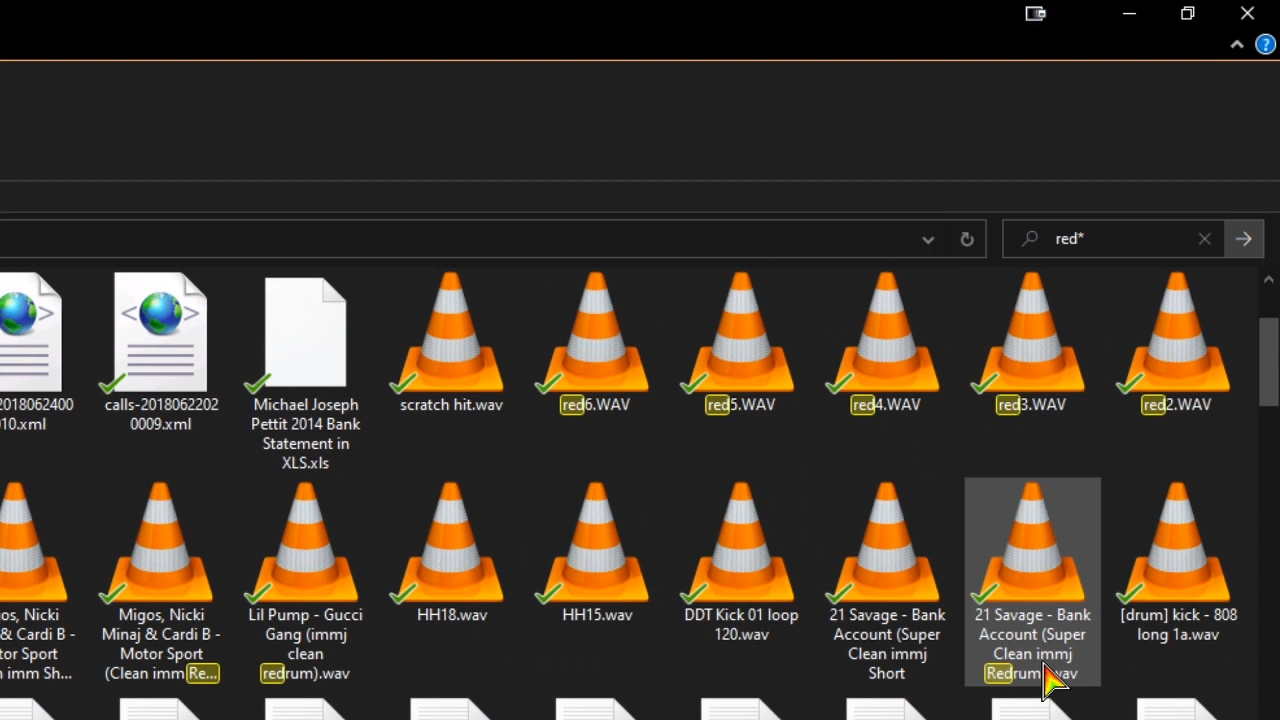 red*
2018062400
10.xml
calls-2018062202
0009.xml
Michael Joseph
Pettit 2014 Bank
Statement in
XLS.xls
scratch hit.wav
red6.WAV
red5.WAV
red4.WAV
red3.WAV
red2.WAV
os, Nicki
& Cardi B -
tor Sport
n imm Sh...
Migos, Nicki
Minaj & Cardi B -
Motor Sport
(Clean imm Re...
Lil Pump - Gucci
Gang (immj
clean
redrum).wav
HH18.wav
HH15.wav
DDT Kick 01 loop
120.wav
21 Savage - Bank
Account (Super
Clean immj
Short
21 Savage - Bank
Account (Super
Clean immj
Redrum wav
[drum] kick - 808
long 1a.wav